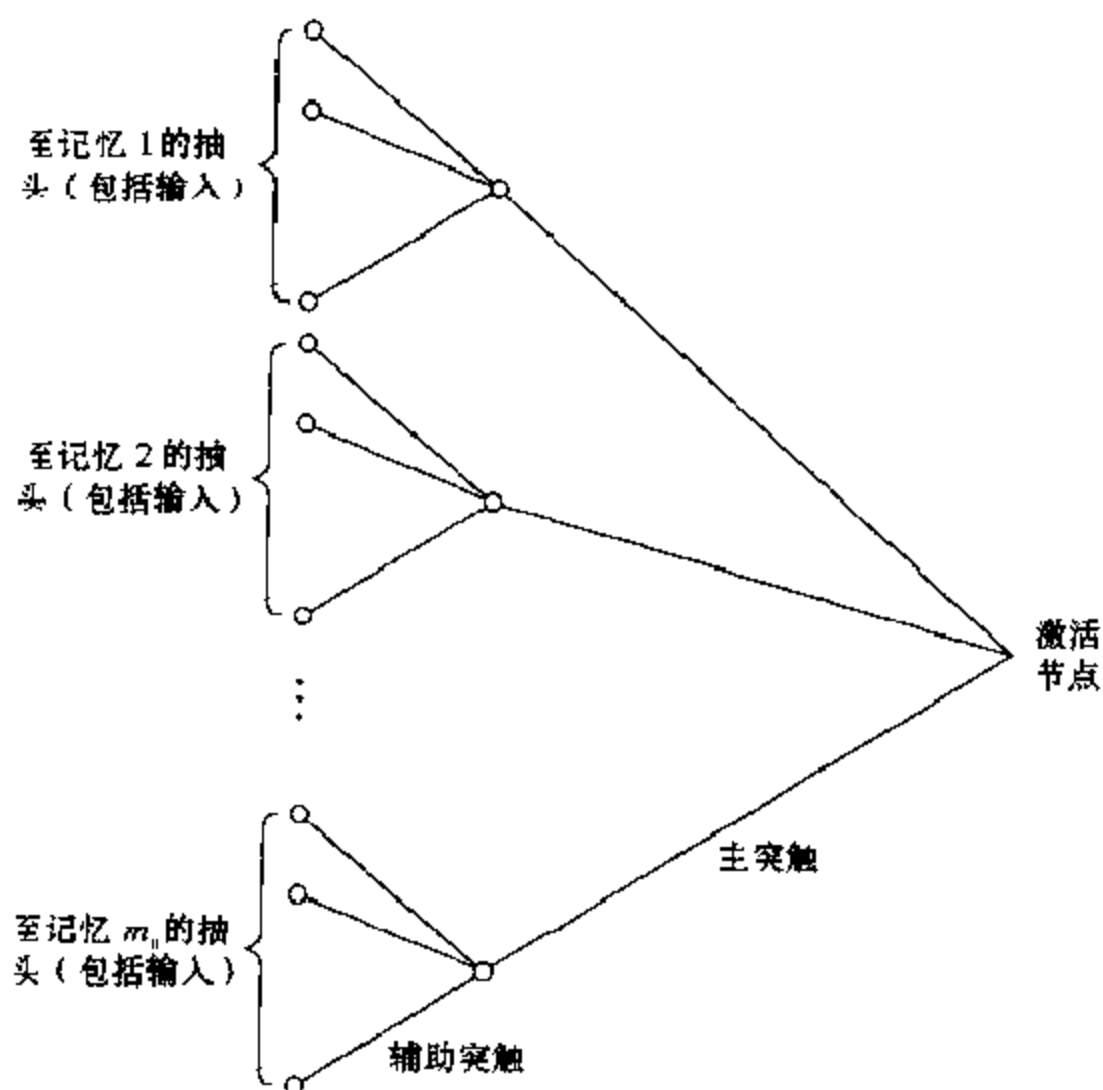 至记忆 1 的抽
头（包括输入）
至记忆 2 的抽
头（包括输入）
激活
节点
主突触
至记忆 m₀ 的抽
头（包括输入）
辅助突触